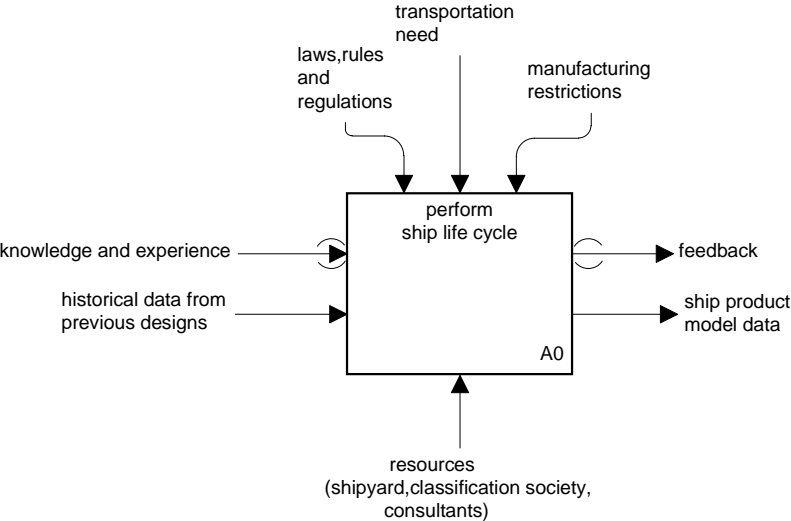 transportation
need
laws,rules
and
regulations
manufacturing
restrictions
perform
ship life cycle
knowledge and experience
feedback
historical data from
previous designs
ship product
model data
A0
resources
(shipyard,classification society,
consultants)